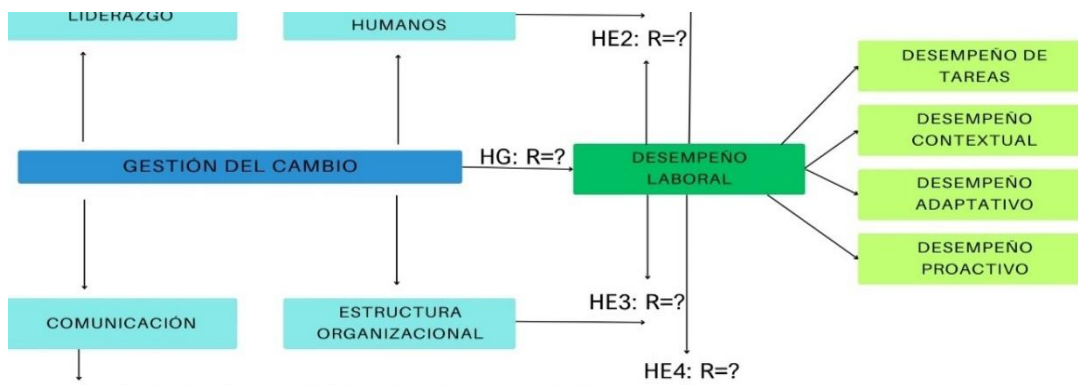 LIDERAZGO
HUMANOS
HE2: R=?
DESEMPEÑO DE
TAREAS
DESEMPEÑO
CONTEXTUAL
GESTIÓN DEL CAMBIO
HG: R=?
DESEMPEÑO
LABORAL
DESEMPEÑO
ADAPTATIVO
DESEMPEÑO
PROACTIVO
COMUNICACIÓN
ESTRUCTURA
ORGANIZACIONAL
HE3: R=?
HE4: R=?